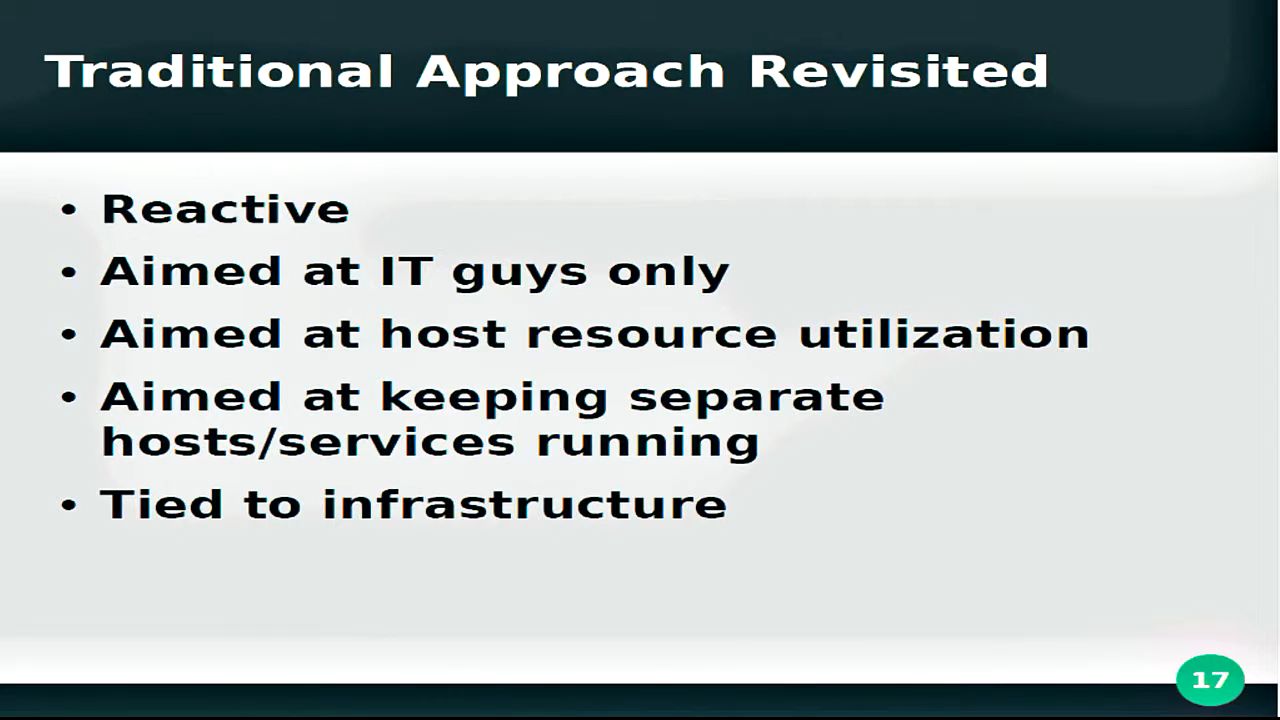 Traditional Approach Revisited
• Reactive
• Aimed at IT guys only
• Aimed at host resource utilization
• Aimed at keeping separate
hosts/services running
• Tied to infrastructure
17